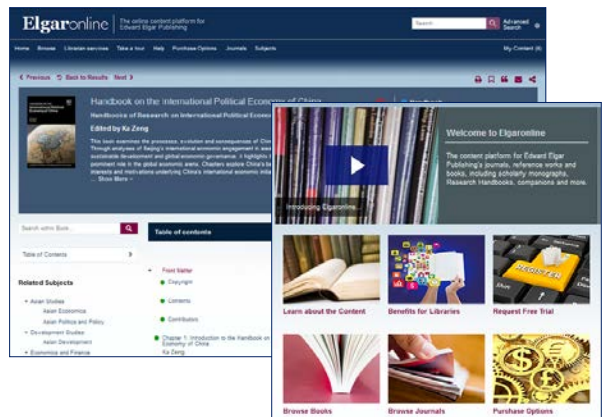 Elgaronline
The online content platform for
Edward Elgar Publishing
Search
Advanced
Search
Home Browse Librarian services Take a tour Help Purchase Options Journals Subjects My Content (0)
< Previous Back to Results Next >
Handbook on the International Political Economy of China
Handbooks of Research on International Political Econo
Edited by Ka Zeng
This book examines the processes, evolution and consequences of Chin
Through analyses of Beijing's international economic engagement in
sustainable development and global economic governance, it highlights
prominent role in the global economic arena. Chapters explore China's
interests and motivations underlying China's international economic
... Show More
Search within Book...
Table of contents
Table of Contents >
Related Subjects
Asian Studies
Asian Economics
Asian Politics and Policy
Development Studies
Asian Development
Economics and Finance
Front Matter
Copyright
Contents
Contributors
Chapter 1: Introduction to the Handbook on
Economy of China
Ka Zeng
Introducing Elgaronline...
Welcome to Elgaronline
The content platform for Edward Elgar
Publishing's journals, reference works and
books, including scholarly monographs,
Research Handbooks, companions and more.
REGISTER
Learn about the Content
Benefits for Libraries
Request Free Trial
Browse Books
Browse Journals
Purchase Options